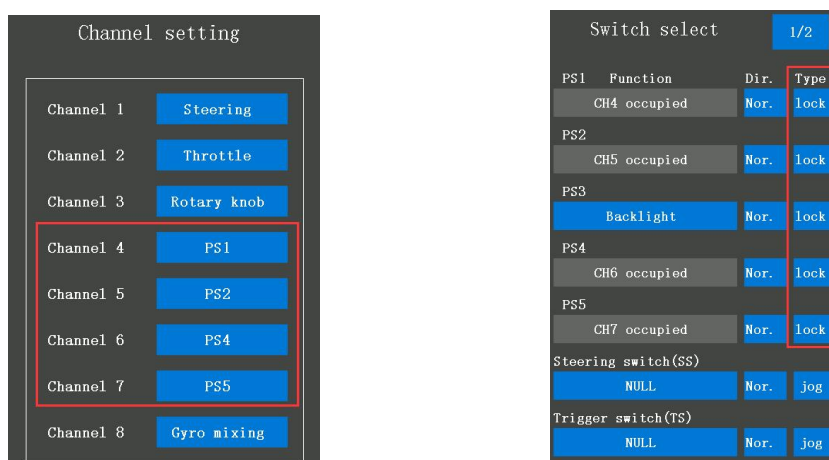 Channel setting
Channel 1 Steering
Channel 2 Throttle
Channel 3 Rotary knob
Channel 4 PS1
Channel 5 PS2
Channel 6 PS4
Channel 7 PS5
Channel 8 Gyro mixing
Switch select 1/2
PS1 Function Dir. Type
CH4 occupied Nor. lock
PS2
CH5 occupied Nor. lock
PS3
Backlight Nor. lock
PS4
CH6 occupied Nor. lock
PS5
CH7 occupied Nor. lock
Steering switch(SS)
NULL Nor. jog
Trigger switch(TS)
NULL Nor. jog